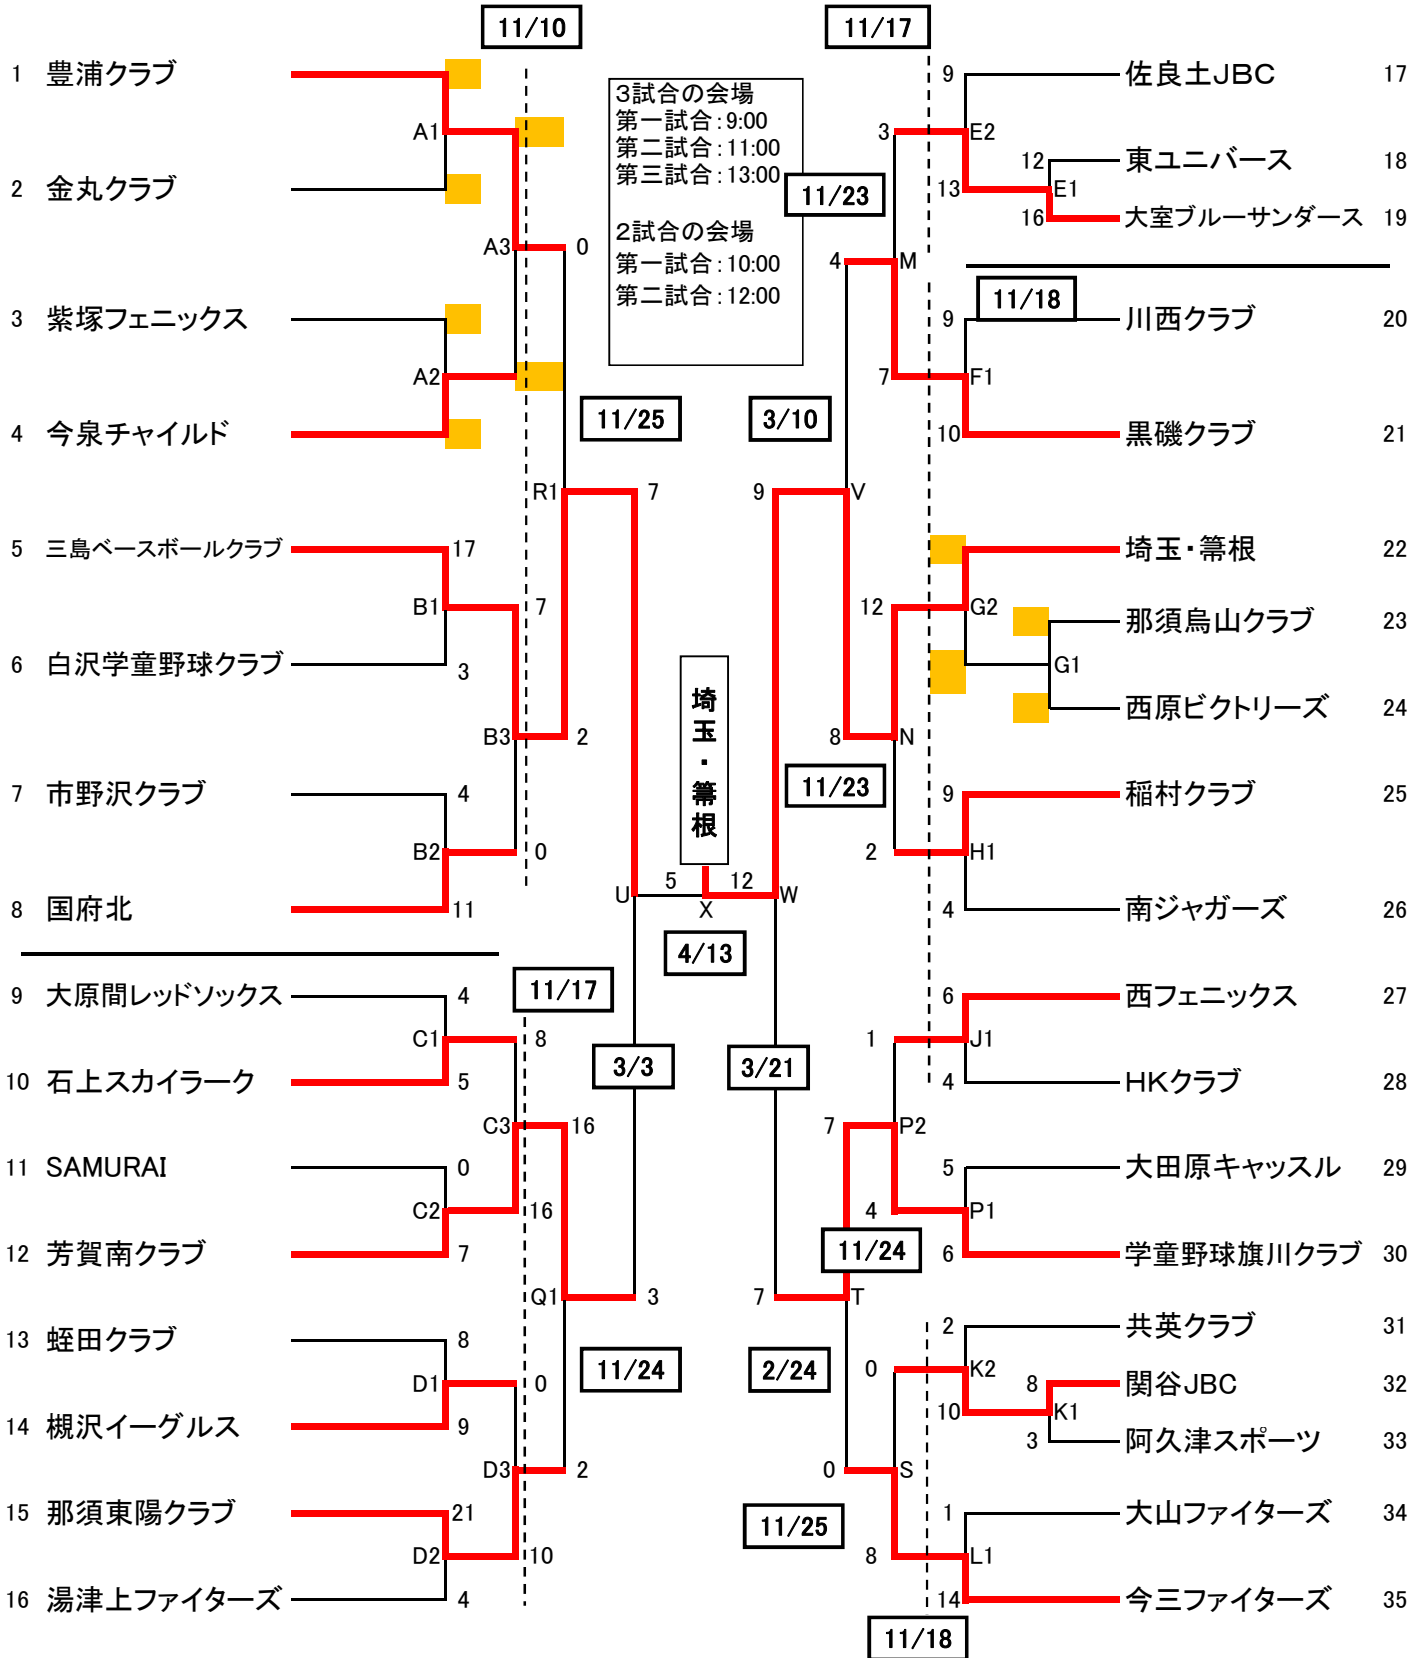 11/10
11/17
1 豊浦クラブ
A1
2 金丸クラブ
A3
0
3 紫塚フェニックス
A2
4 今泉チャイルド
11/25
R1
7
5 三島ベースボールクラブ
17
B1
7
6 白沢学童野球クラブ
3
B3
2
7 市野沢クラブ
4
B2
0
8 国府北
11
9 大原間レッドソックス
4
11/17
C1
8
10 石上スカイラーク
5
C3
16
11 SAMURAI
0
C2
16
12 芳賀南クラブ
7
Q1
3
13 蛭田クラブ
8
11/24
D1
0
14 槻沢イーグルス
9
D3
2
15 那須東陽クラブ
21
D2
10
16 湯津上ファイターズ
4
3試合の会場
第一試合:9:00
第二試合:11:00
第三試合:13:00
2試合の会場
第一試合:10:00
第二試合:12:00
埼玉・箒根
U
5
X
12
W
4/13
3/3
3/21
9
佐良土JBC 17
3
E2
12
東ユニバース 18
13
E1
16
大室ブルーサンダース 19
11/23
4
M
11/18
9
川西クラブ 20
7
F1
10
黒磯クラブ 21
3/10
9
V
埼玉・箒根 22
12
G2
那須烏山クラブ 23
G1
西原ビクトリーズ 24
8
N
11/23
9
稲村クラブ 25
2
H1
4
南ジャガーズ 26
6
西フェニックス 27
1
J1
4
HKクラブ 28
7
P2
5
大田原キャッスル 29
4
P1
11/24
6
学童野球旗川クラブ 30
7
T
2
共英クラブ 31
2/24
0
K2
8
関谷JBC 32
10
K1
3
阿久津スポーツ 33
0
S
11/25
1
大山ファイターズ 34
8
L1
14
今三ファイターズ 35
11/18